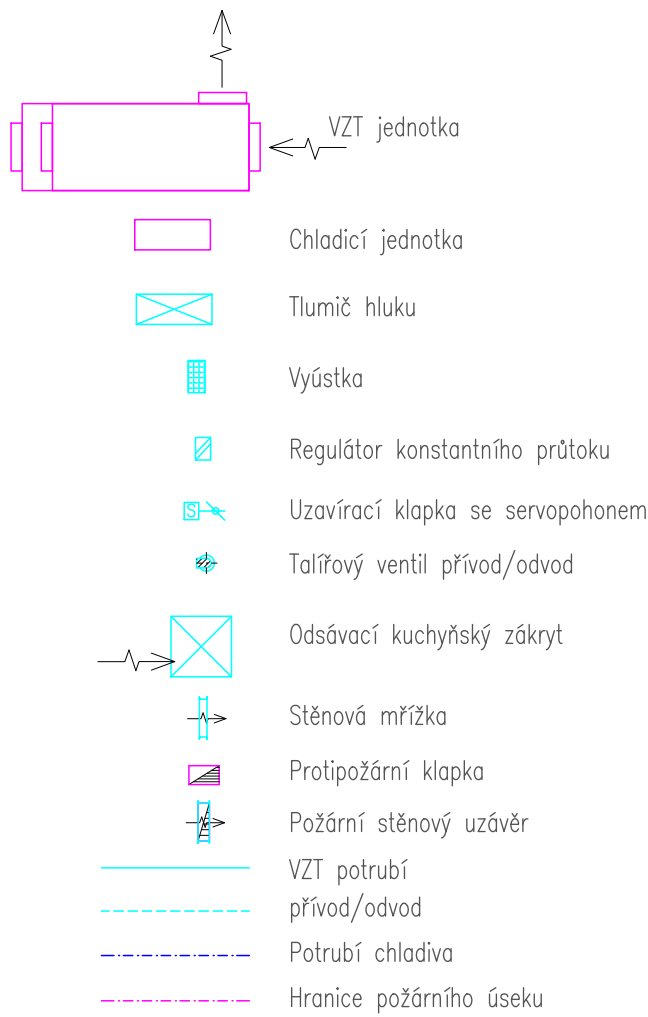 VZT jednotka
Chladicí jednotka
Tlumič hluku
Vyústka
Regulátor konstantního průtoku
S Uzavírací klapka se servopohonem
Talířový ventil přívod/odvod
Odsávací kuchyňský zákryt
Stěnová mřížka
Protipožární klapka
Požární stěnový uzávěr
VZT potrubí
přívod/odvod
Potrubí chladiva
Hranice požárního úseku